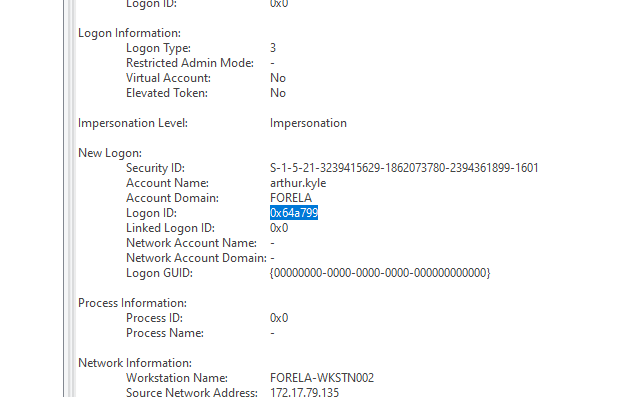 Logon ID: 0x0
Logon Information:
Logon Type: 3
Restricted Admin Mode: -
Virtual Account: No
Elevated Token: No
Impersonation Level: Impersonation
New Logon:
Security ID: S-1-5-21-3239415629-1862073780-2394361899-1601
Account Name: arthur.kyle
Account Domain: FORELA
Logon ID: 0x64a799
Linked Logon ID: 0x0
Network Account Name: -
Network Account Domain: -
Logon GUID: {00000000-0000-0000-0000-000000000000}
Process Information:
Process ID: 0x0
Process Name: -
Network Information:
Workstation Name: FORELA-WKSTN002
Source Network Address: 172.17.79.135